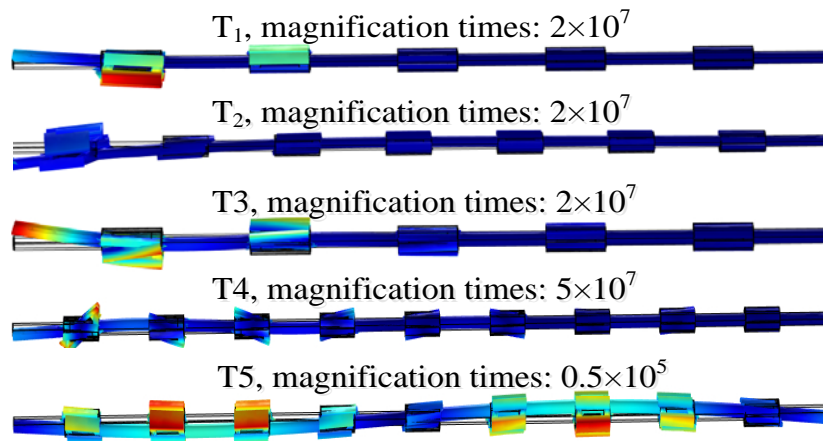 T₁, magnification times: 2×10⁷
T₂, magnification times: 2×10⁷
T3, magnification times: 2×10⁷
T4, magnification times: 5×10⁷
T5, magnification times: 0.5×10⁵